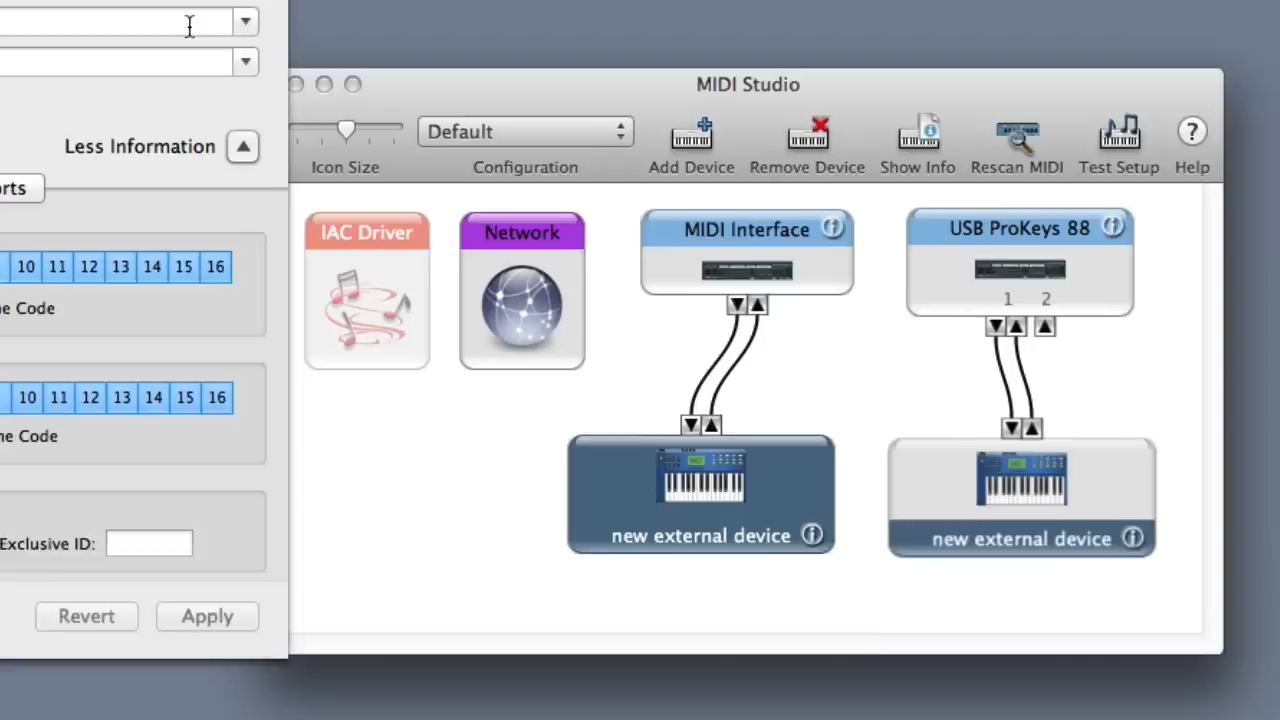 MIDI Studio
Default
Icon Size
Configuration
Add Device
Remove Device
Show Info
Rescan MIDI
Test Setup
?
Help
Less Information
rts
10 11 12 13 14 15 16
ne Code
10 11 12 13 14 15 16
ne Code
Exclusive ID:
Revert
Apply
IAC Driver
Network
MIDI Interface
USB ProKeys 88
1 2
new external device
new external device